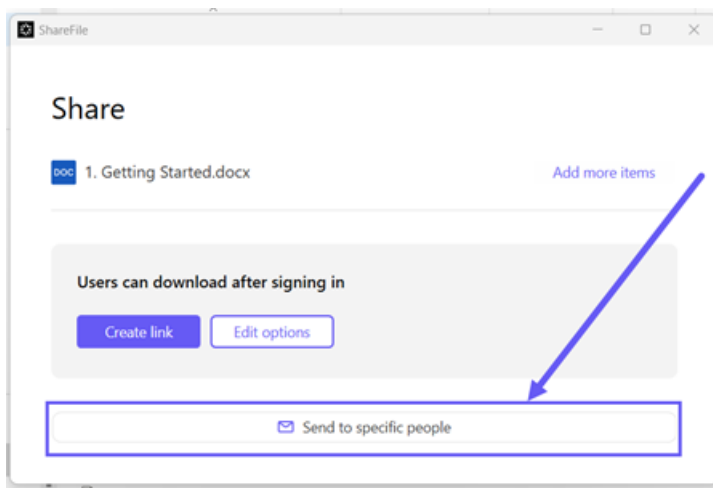 ShareFile
Share
DOC 1. Getting Started.docx Add more items
Users can download after signing in
Create link Edit options
Send to specific people